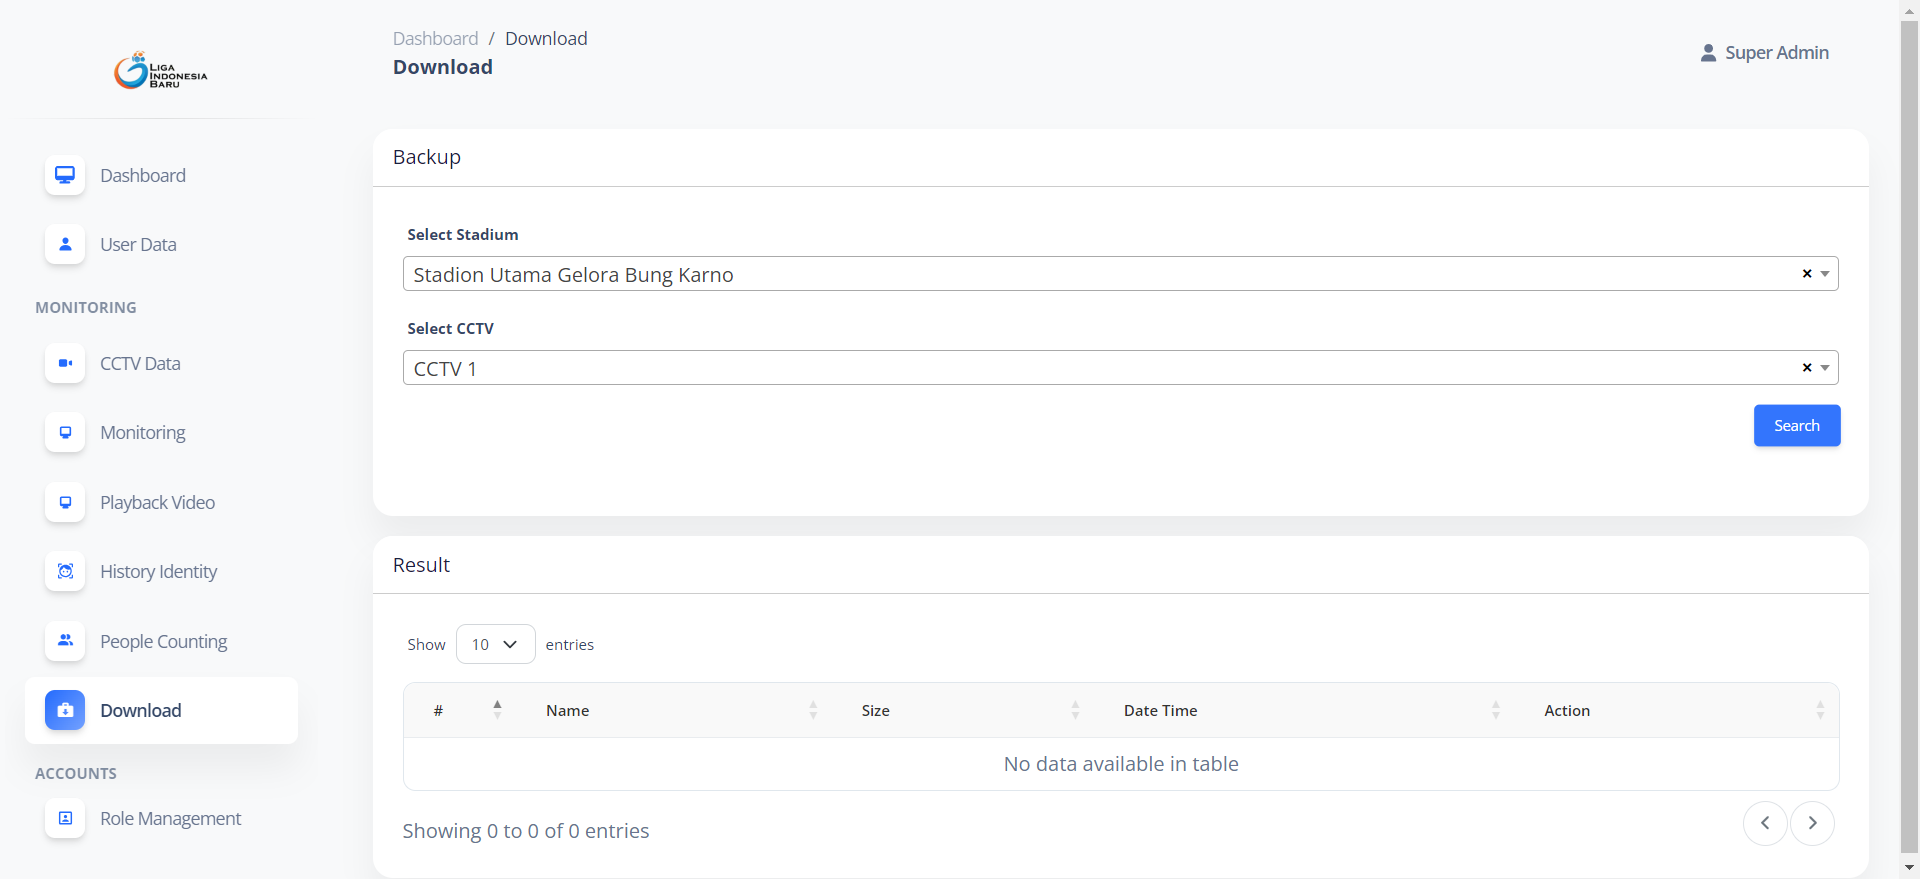 LIGA
INDONESIA
BARU
Dashboard
User Data
MONITORING
CCTV Data
Monitoring
Playback Video
History Identity
People Counting
Download
ACCOUNTS
Role Management
Dashboard / Download
Download
Super Admin
Backup
Select Stadium
Stadion Utama Gelora Bung Karno
Select CCTV
CCTV 1
Search
Result
Show 10 entries
# Name Size Date Time Action
No data available in table
Showing 0 to 0 of 0 entries